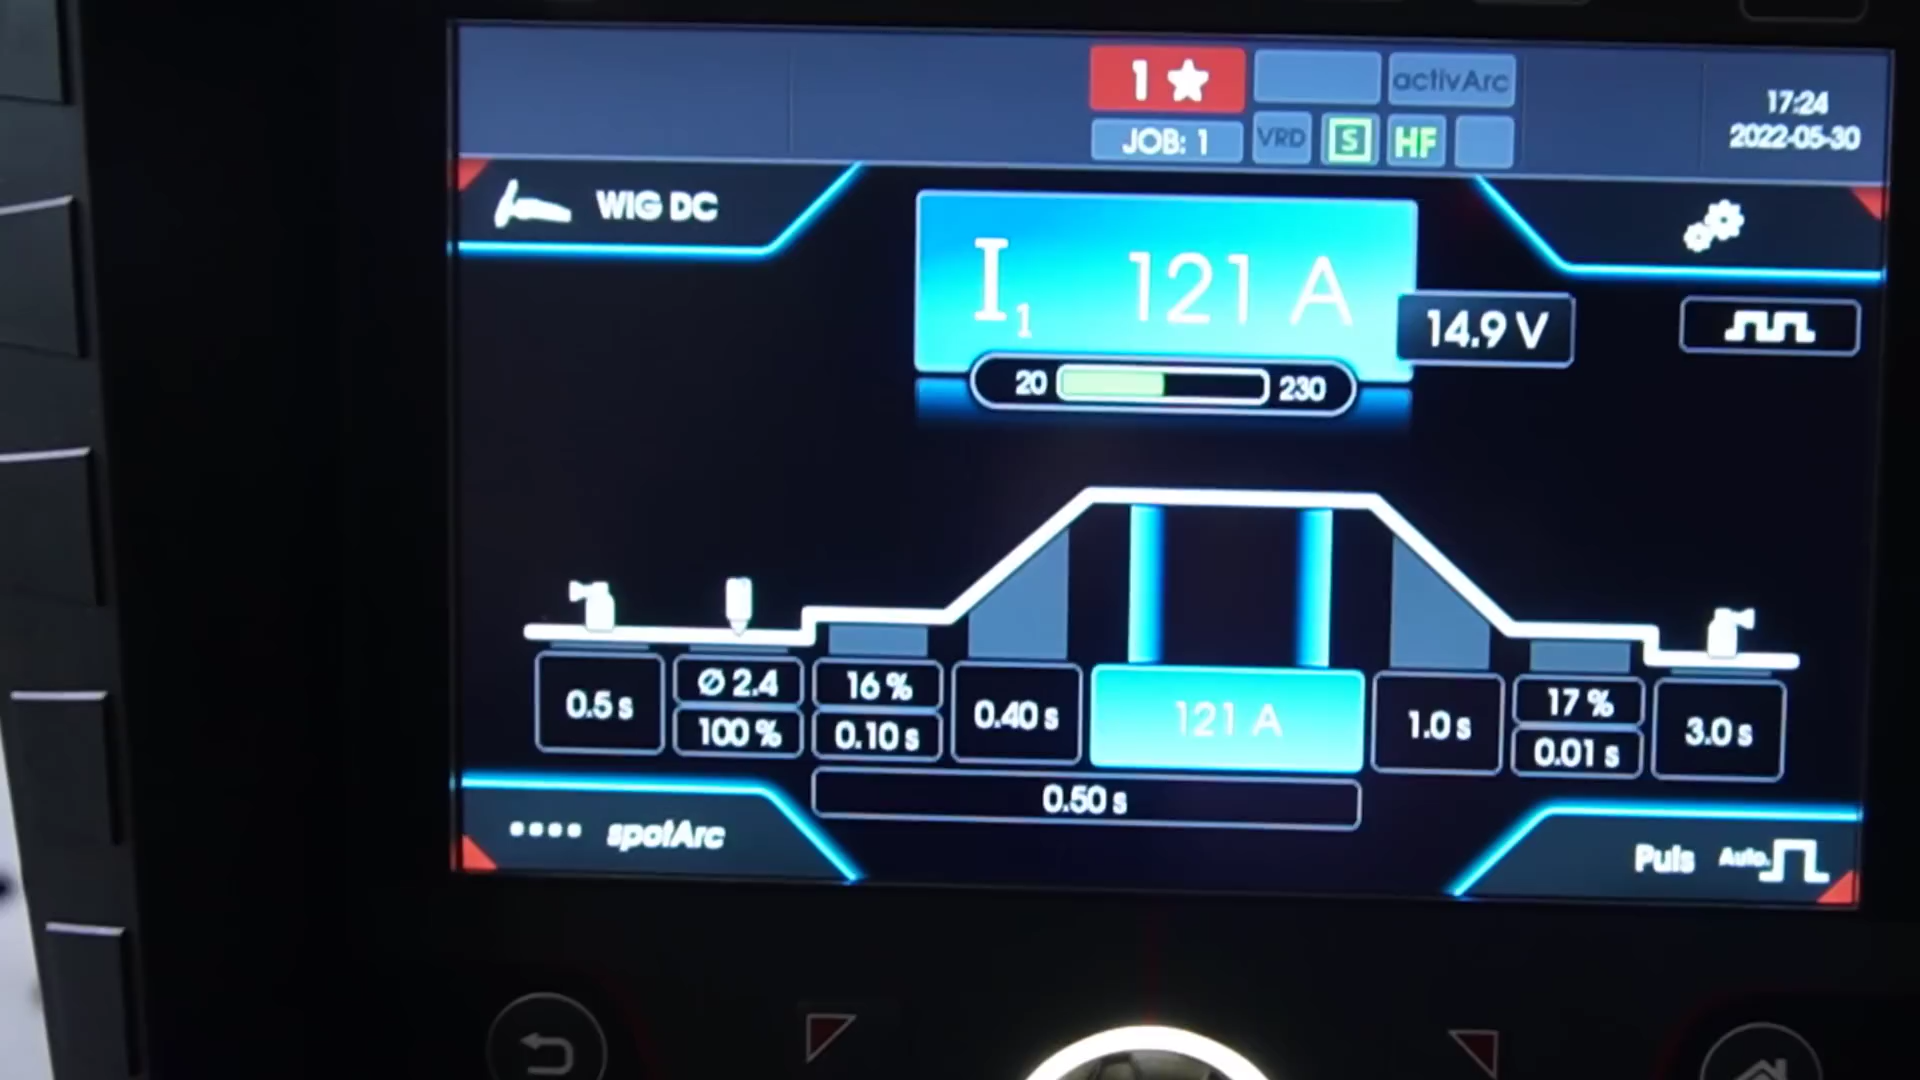 1 ★
activArc
JOB: 1
VRD
S
HF
17:24
2022-05-30
WIG DC
I1 121 A
14.9 V
20
230
0.5 s
Ø 2.4
100 %
16 %
0.10 s
0.40 s
121 A
1.0 s
17 %
0.01 s
3.0 s
0.50 s
spotArc
Puls Auto.